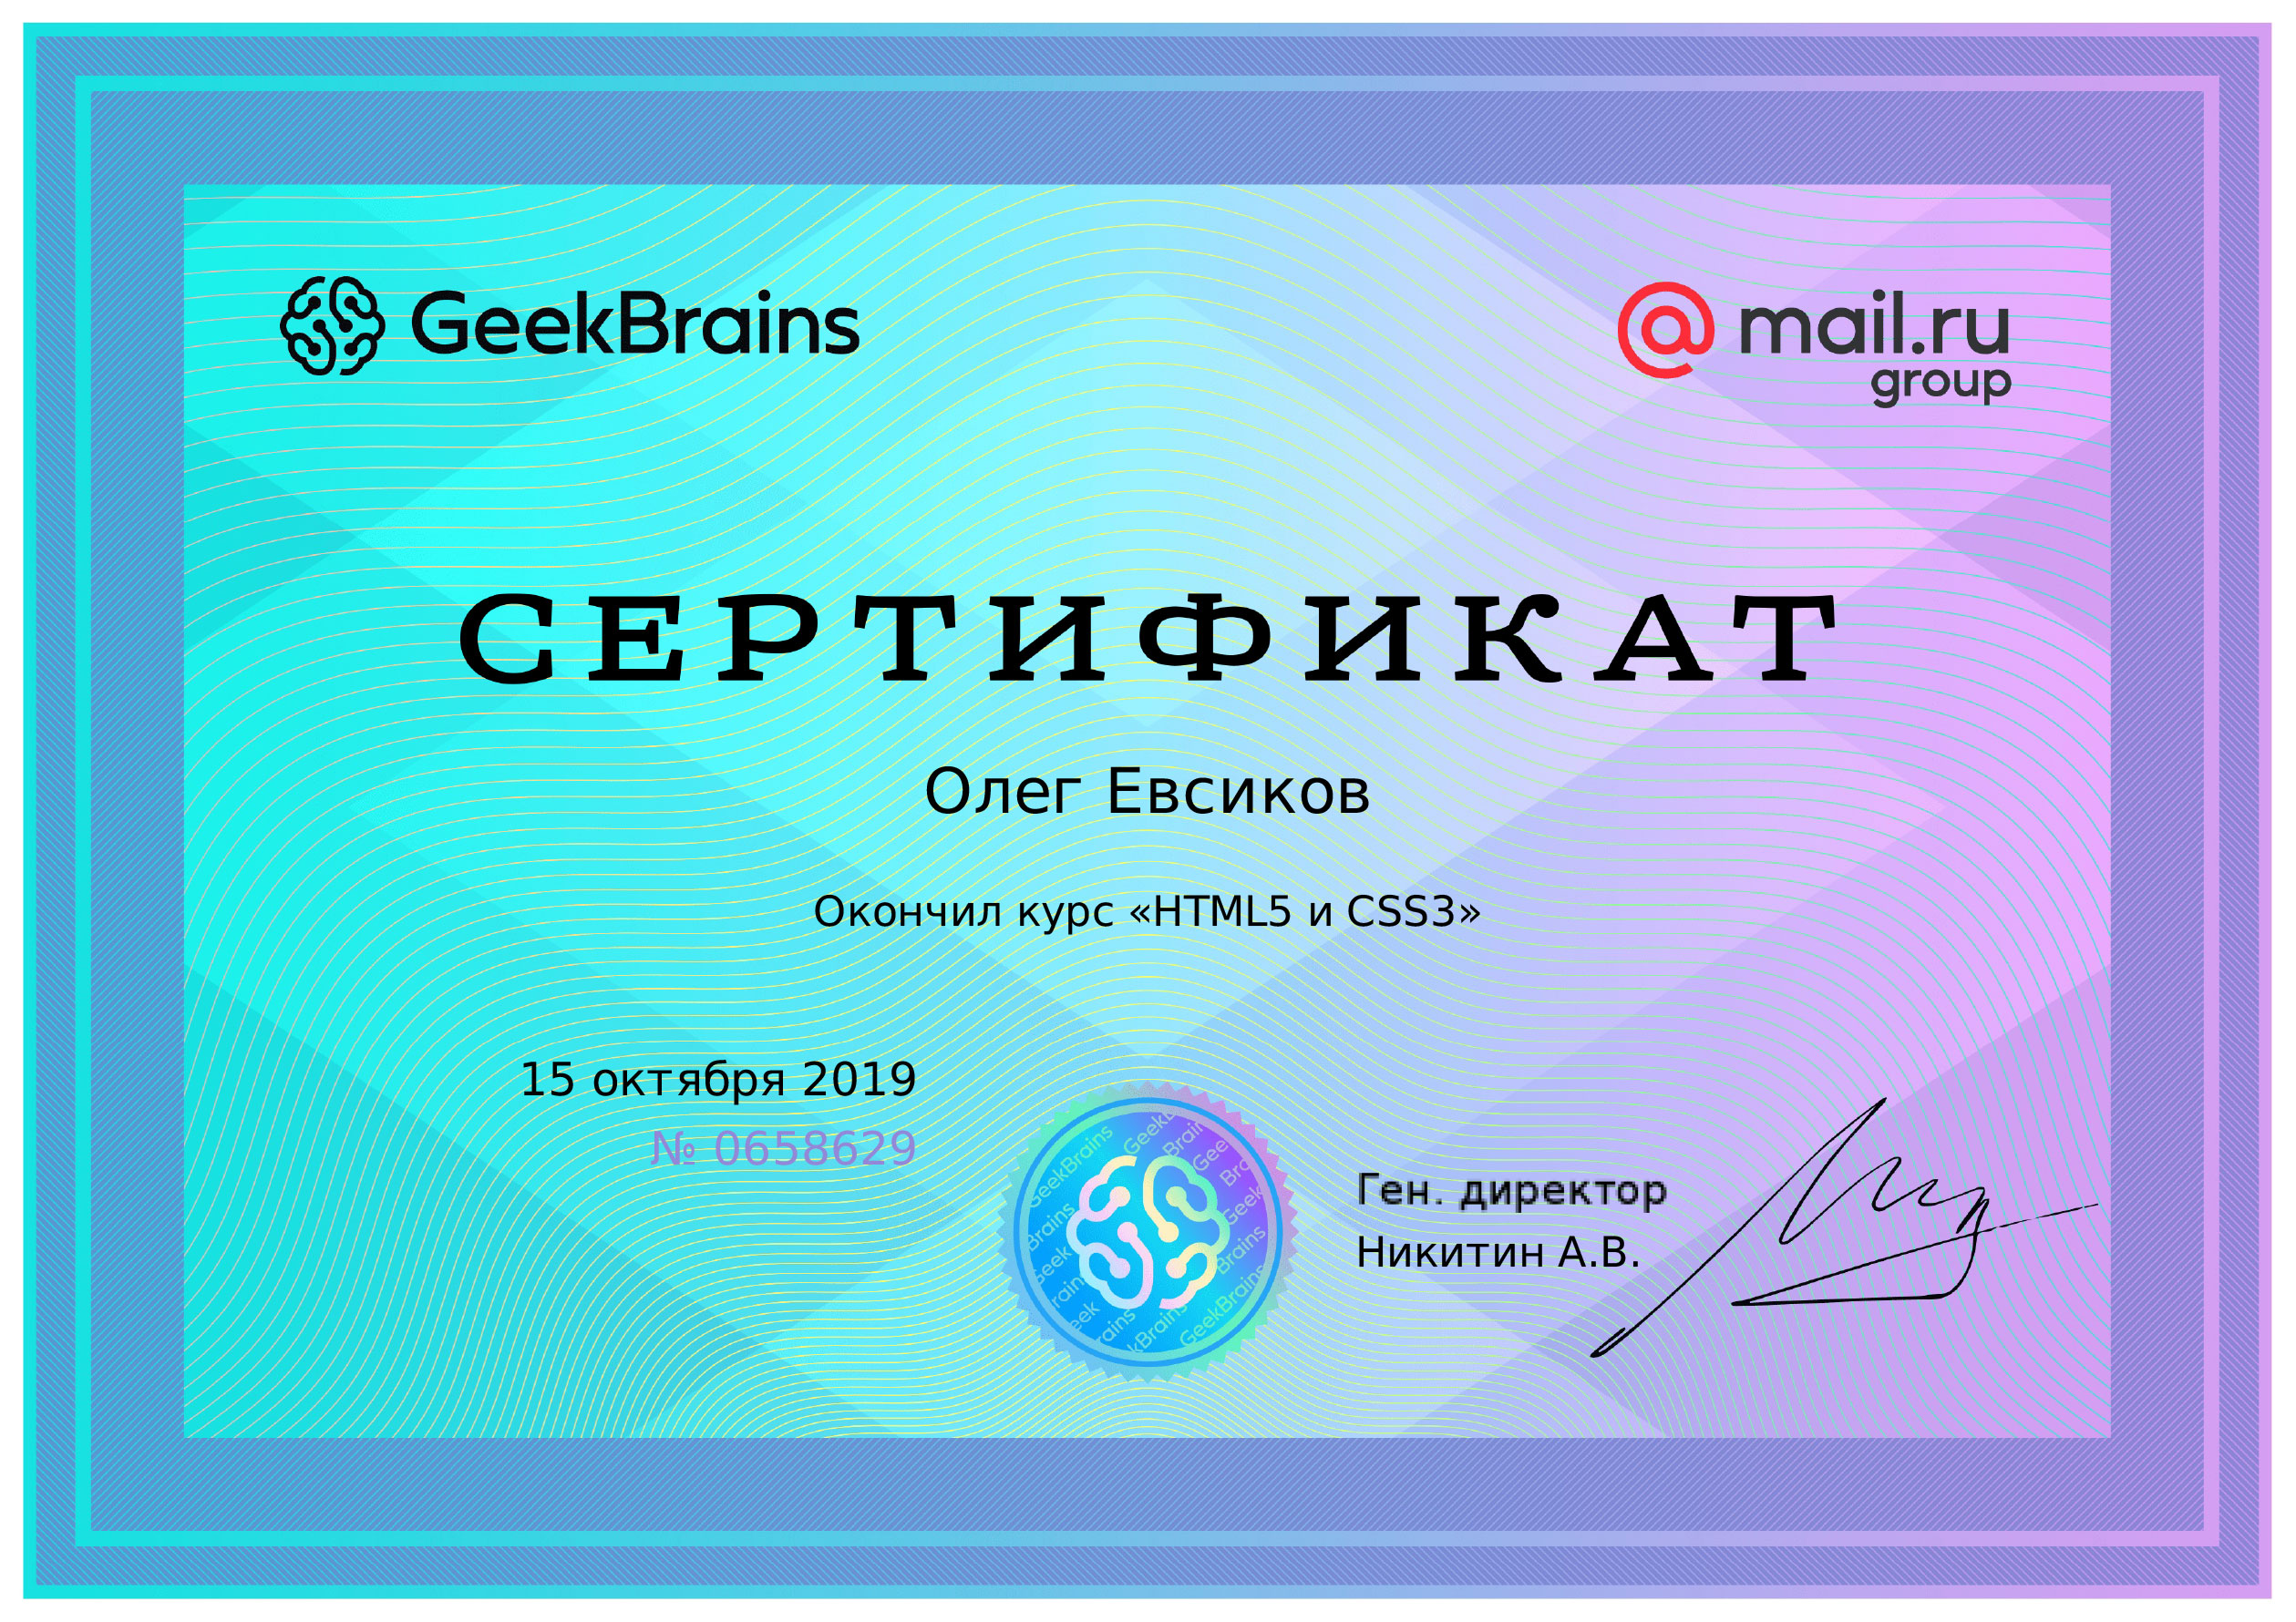 GeekBrains
@mail.ru
group
СЕРТИФИКАТ
Олег Евсиков
Окончил курс «HTML5 и CSS3»
15 октября 2019
№ 0658629
Ген. директор
Никитин А.В.